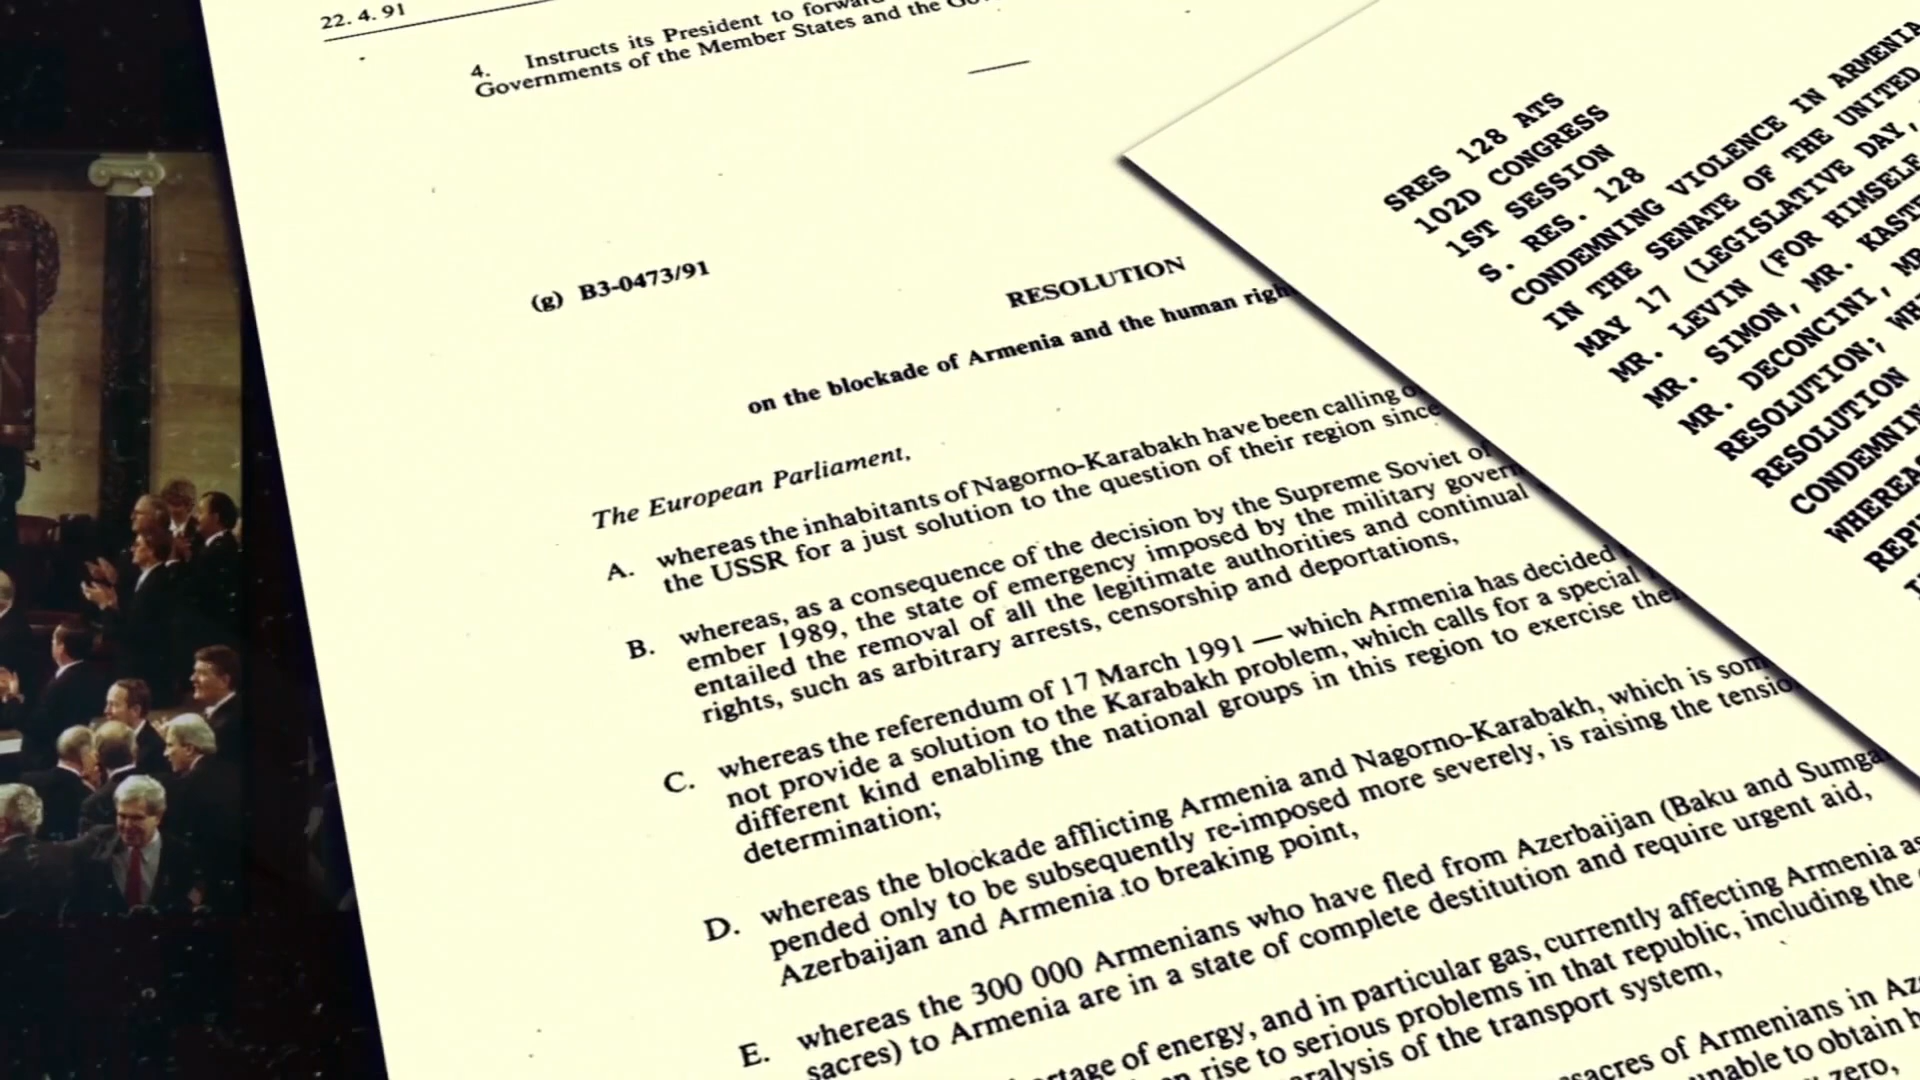 22. 4. 91
4. Instructs its President to forward
Governments of the Member States and the
(g) B3-0473/91
RESOLUTION
on the blockade of Armenia and the human
The European Parliament,
A. whereas the inhabitants of Nagorno-Karabakh have been calling
the USSR for a just solution to the question of their region since
B. whereas, as a consequence of the decision by the Supreme Soviet of
ember 1989, the state of emergency imposed by the military
entailed the removal of all the legitimate authorities and continual
rights, such as arbitrary arrests, censorship and deportations,
C. whereas the referendum of 17 March 1991 — which Armenia has decided
not provide a solution to the Karabakh problem, which calls for a special
different kind enabling the national groups in this region to exercise
determination;
D. whereas the blockade afflicting Armenia and Nagorno-Karabakh, which is
pended only to be subsequently re-imposed more severely, is raising the
Azerbaijan and Armenia to breaking point,
E. whereas the 300 000 Armenians who have fled from Azerbaijan (Baku and
sacres) to Armenia are in a state of complete destitution and require urgent aid,
of energy, and in particular gas, currently affecting Armenia
rise to serious problems in that republic, including the
of the transport system,
of Armenians in
to obtain
zero,
SRES 128 ATS
102D CONGRESS
1ST SESSION
S. RES. 128
CONDEMNING VIOLENCE IN ARMENIA
IN THE SENATE OF THE UNITED
MAY 17 (LEGISLATIVE DAY,
MR. LEVIN (FOR HIMSELF
MR. SIMON, MR.
MR. DECONCINI,
RESOLUTION;
RESOLUTION